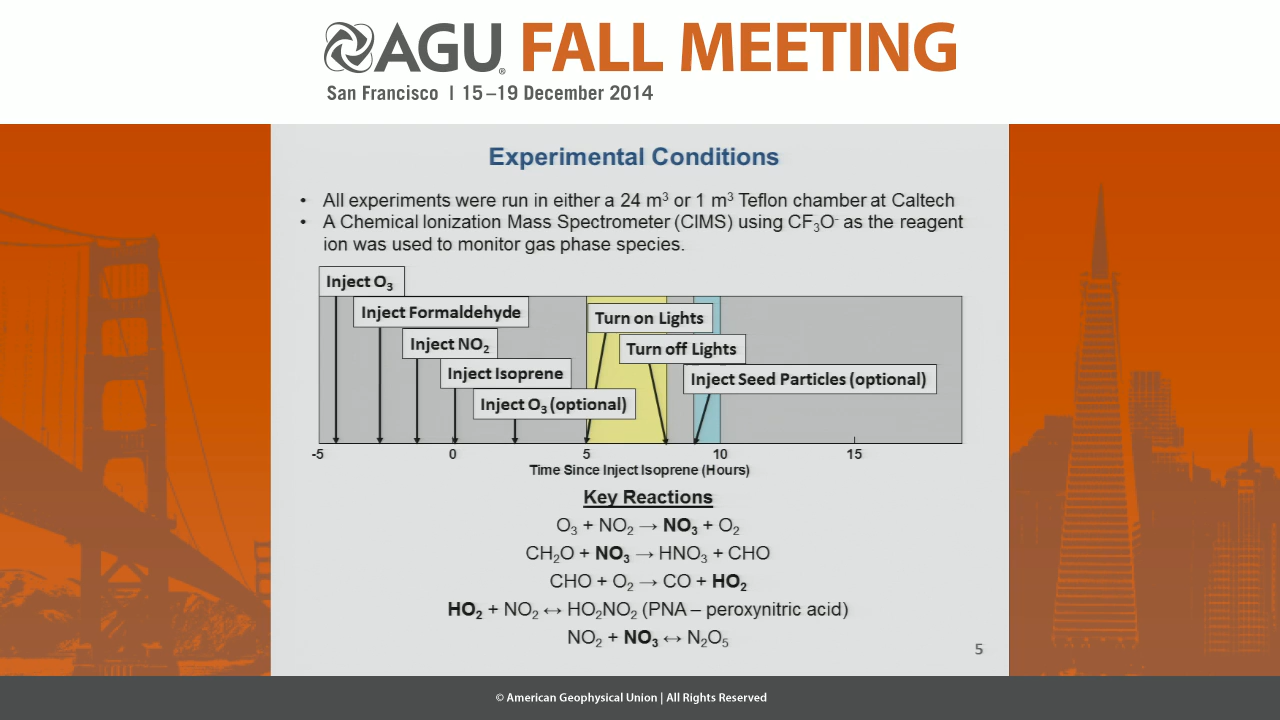 AGU® FALL MEETING
San Francisco | 15–19 December 2014
Experimental Conditions
• All experiments were run in either a 24 m³ or 1 m³ Teflon chamber at Caltech
• A Chemical Ionization Mass Spectrometer (CIMS) using CF₃O⁻ as the reagent
ion was used to monitor gas phase species.
Inject O₃
Inject Formaldehyde
Inject NO₂
Inject Isoprene
Inject O₃ (optional)
Turn on Lights
Turn off Lights
Inject Seed Particles (optional)
-5 0 5 10 15
Time Since Inject Isoprene (Hours)
Key Reactions
O₃ + NO₂ → NO₃ + O₂
CH₂O + NO₃ → HNO₃ + CHO
CHO + O₂ → CO + HO₂
HO₂ + NO₂ ↔ HO₂NO₂ (PNA – peroxynitric acid)
NO₂ + NO₃ ↔ N₂O₅
5
© American Geophysical Union | All Rights Reserved